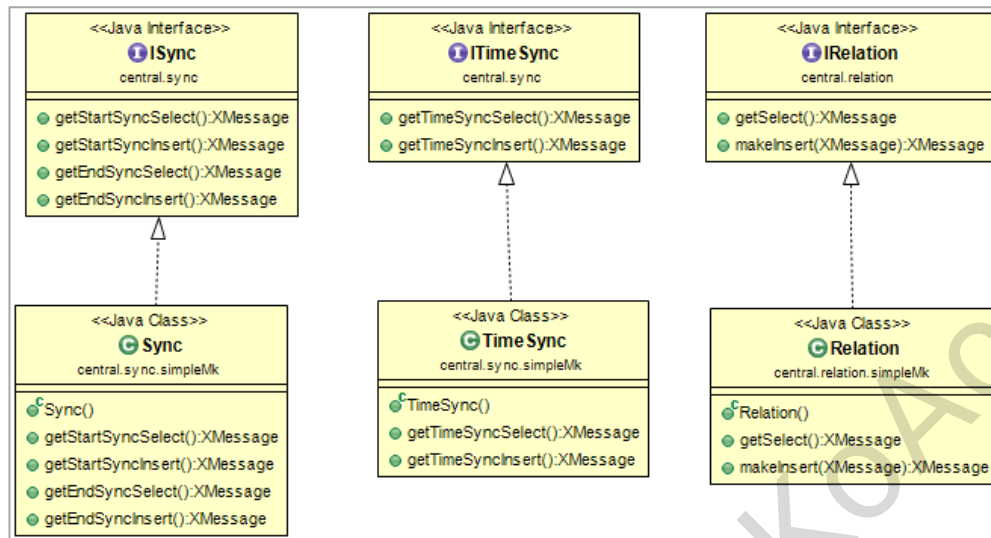 <<Java Interface>>
ISync
central.sync
getStartSyncSelect():XMessage
getStartSyncInsert():XMessage
getEndSyncSelect():XMessage
getEndSyncInsert():XMessage
<<Java Interface>>
ITimeSync
central.sync
getTimeSyncSelect():XMessage
getTimeSyncInsert():XMessage
<<Java Interface>>
IRelation
central.relation
getSelect():XMessage
makeInsert(XMessage):XMessage
<<Java Class>>
Sync
central.sync.simpleMk
Sync()
getStartSyncSelect():XMessage
getStartSyncInsert():XMessage
getEndSyncSelect():XMessage
getEndSyncInsert():XMessage
<<Java Class>>
TimeSync
central.sync.simpleMk
TimeSync()
getTimeSyncSelect():XMessage
getTimeSyncInsert():XMessage
<<Java Class>>
Relation
central.relation.simpleMk
Relation()
getSelect():XMessage
makeInsert(XMessage):XMessage